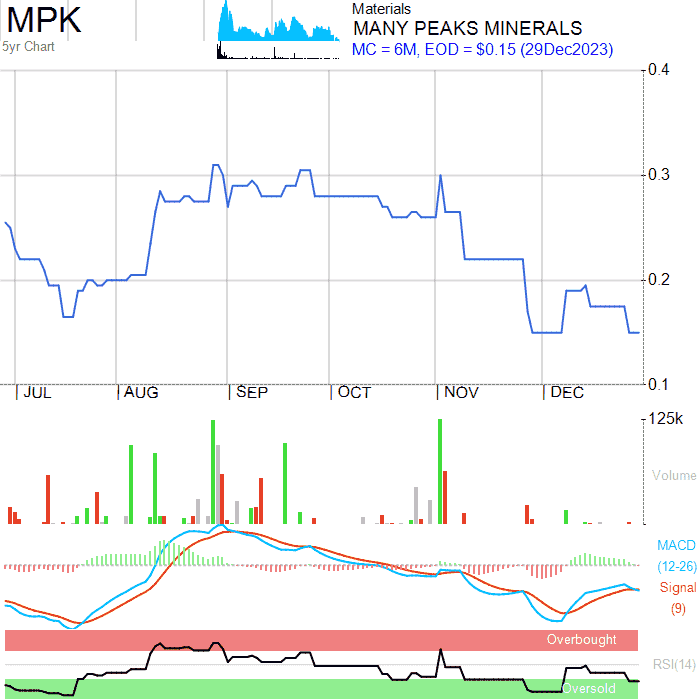 MPK
5yr Chart
Materials
MANY PEAKS MINERALS
MC = 6M, EOD = $0.15 (29Dec2023)
0.4
0.3
0.2
0.1
JUL AUG SEP OCT NOV DEC
125k
Volume
MACD
(12-26)
Signal
(9)
Overbought
RSI(14)
Oversold